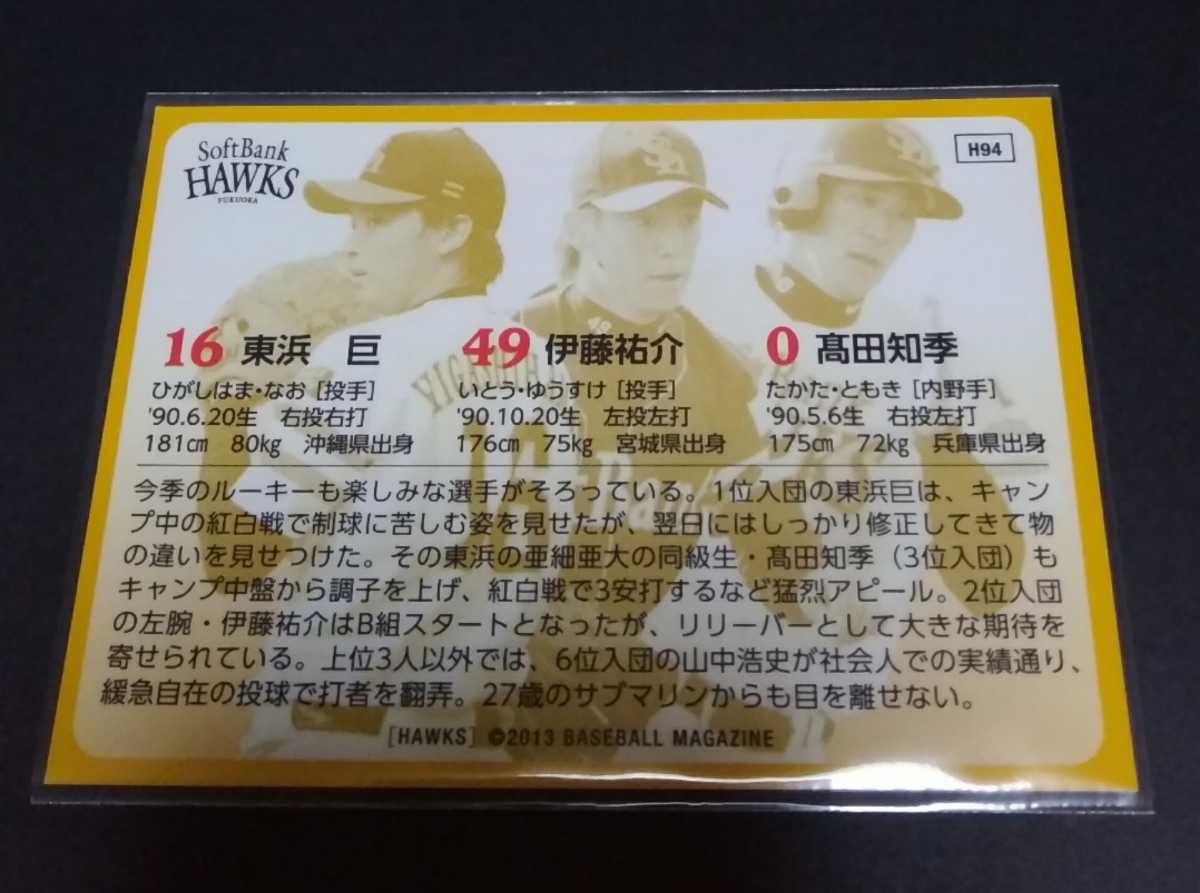 SoftBank
HAWKS
FUKUOKA
H94
16 東浜 巨
ひがしはま・なお [投手]
'90.6.20生 右投右打
181㎝ 80㎏ 沖縄県出身
49 伊藤祐介
いとう・ゆうすけ [投手]
'90.10.20生 左投左打
176㎝ 75㎏ 宮城県出身
0 髙田知季
たかた・ともき [内野手]
'90.5.6生 右投左打
175㎝ 72㎏ 兵庫県出身
今季のルーキーも楽しみな選手がそろっている。1位入団の東浜巨は、キャン
プ中の紅白戦で制球に苦しむ姿を見せたが、翌日にはしっかり修正してきて物
の違いを見せつけた。その東浜の亜細亜大の同級生・髙田知季（3位入団）も
キャンプ中盤から調子を上げ、紅白戦で3安打するなど猛烈アピール。2位入団
の左腕・伊藤祐介はB組スタートとなったが、リリーバーとして大きな期待を
寄せられている。上位3人以外では、6位入団の山中浩史が社会人での実績通り、
緩急自在の投球で打者を翻弄。27歳のサブマリンからも目を離せない。
[HAWKS] ©2013 BASEBALL MAGAZINE